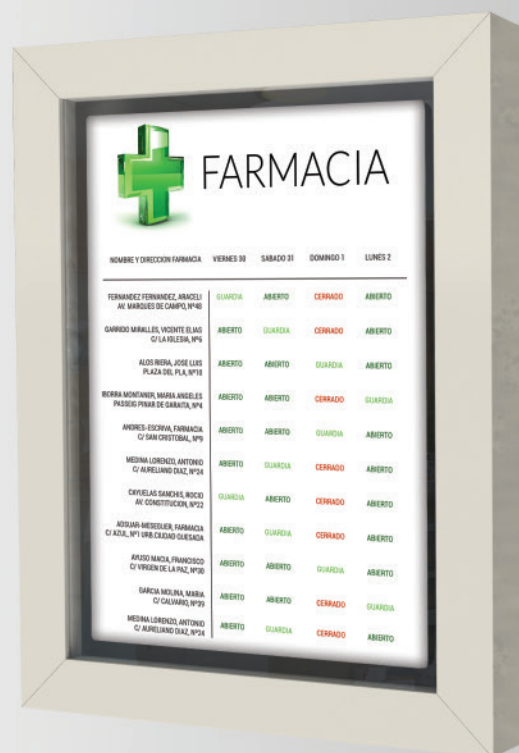 FARMACIA
NOMBRE Y DIRECCIÓN FARMACIA VIERNES 30 SABADO 31 DOMINGO 1 LUNES 2
FERNANDEZ FERNANDEZ, ARACELI GUARDIA ABIERTO CERRADO ABIERTO
AV. MARQUES DE CAMPO, Nº48
GARRIDO MIRALLES, VICENTE ELIAS ABIERTO GUARDIA CERRADO ABIERTO
C/ LA IGLESIA, Nº6
ALOS RIERA, JOSE LUIS ABIERTO ABIERTO GUARDIA ABIERTO
PLAZA DEL PLA, Nº18
IBORRA MONTANER, MARIA ANGELES ABIERTO ABIERTO CERRADO GUARDIA
PASSEIG PINAR DE GARAITA, Nº4
ANDRES-ESCRIVA, FARMACIA ABIERTO ABIERTO GUARDIA ABIERTO
C/ SAN CRISTOBAL, Nº9
MEDINA LORENZO, ANTONIO ABIERTO GUARDIA CERRADO ABIERTO
C/ AURELIANO DIAZ, Nº24
CAYUELAS SANCHIS, ROCIO GUARDIA ABIERTO CERRADO ABIERTO
AV. CONSTITUCION, Nº22
ADSUAR-MESEGUER, FARMACIA ABIERTO GUARDIA CERRADO ABIERTO
C/ AZUL, Nº1 URB.CIUDAD QUESADA
AYUSO MACIA, FRANCISCO ABIERTO ABIERTO GUARDIA ABIERTO
C/ VIRGEN DE LA PAZ, Nº30
GARCIA MOLINA, MARIA ABIERTO ABIERTO CERRADO GUARDIA
C/ CALVARIO, Nº39
MEDINA LORENZO, ANTONIO ABIERTO GUARDIA CERRADO ABIERTO
C/ AURELIANO DIAZ, Nº24